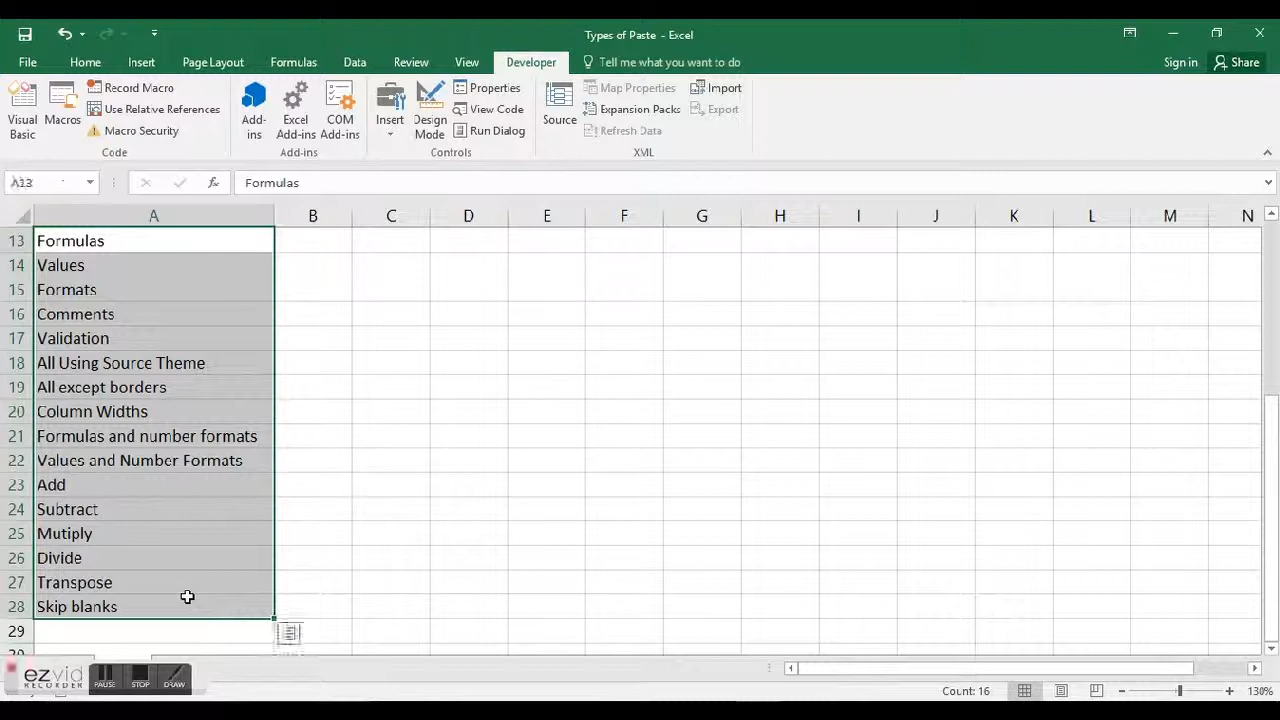 Types of Paste - Excel
File Home Insert Page Layout Formulas Data Review View Developer Tell me what you want to do Sign in Share
Visual Basic
Macros
Record Macro
Use Relative References
Macro Security
Code
Add-ins
Excel Add-ins
COM Add-ins
Add-ins
Insert
Design Mode
Properties
View Code
Run Dialog
Controls
Source
Map Properties
Expansion Packs
Refresh Data
Import
Export
XML
A13 fx Formulas
A B C D E F G H I J K L M N
13 Formulas
14 Values
15 Formats
16 Comments
17 Validation
18 All Using Source Theme
19 All except borders
20 Column Widths
21 Formulas and number formats
22 Values and Number Formats
23 Add
24 Subtract
25 Mutiply
26 Divide
27 Transpose
28 Skip blanks
29
ezvid
RECORDER
PAUSE STOP DRAW
Count: 16 130%